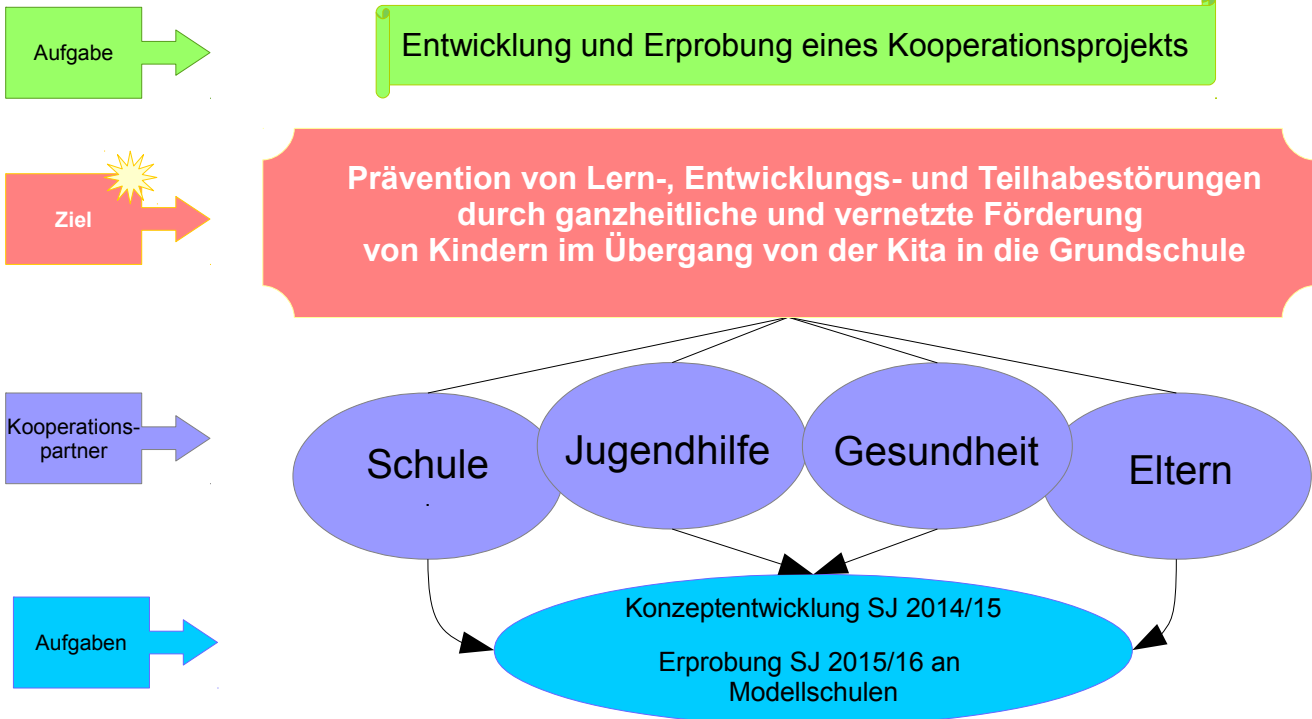 Aufgabe
Entwicklung und Erprobung eines Kooperationsprojekts
Ziel
Prävention von Lern-, Entwicklungs- und Teilhabestörungen
durch ganzheitliche und vernetzte Förderung
von Kindern im Übergang von der Kita in die Grundschule
Kooperations-
partner
Schule
.
Jugendhilfe
Gesundheit
Eltern
Aufgaben
Konzeptentwicklung SJ 2014/15
Erprobung SJ 2015/16 an
Modellschulen